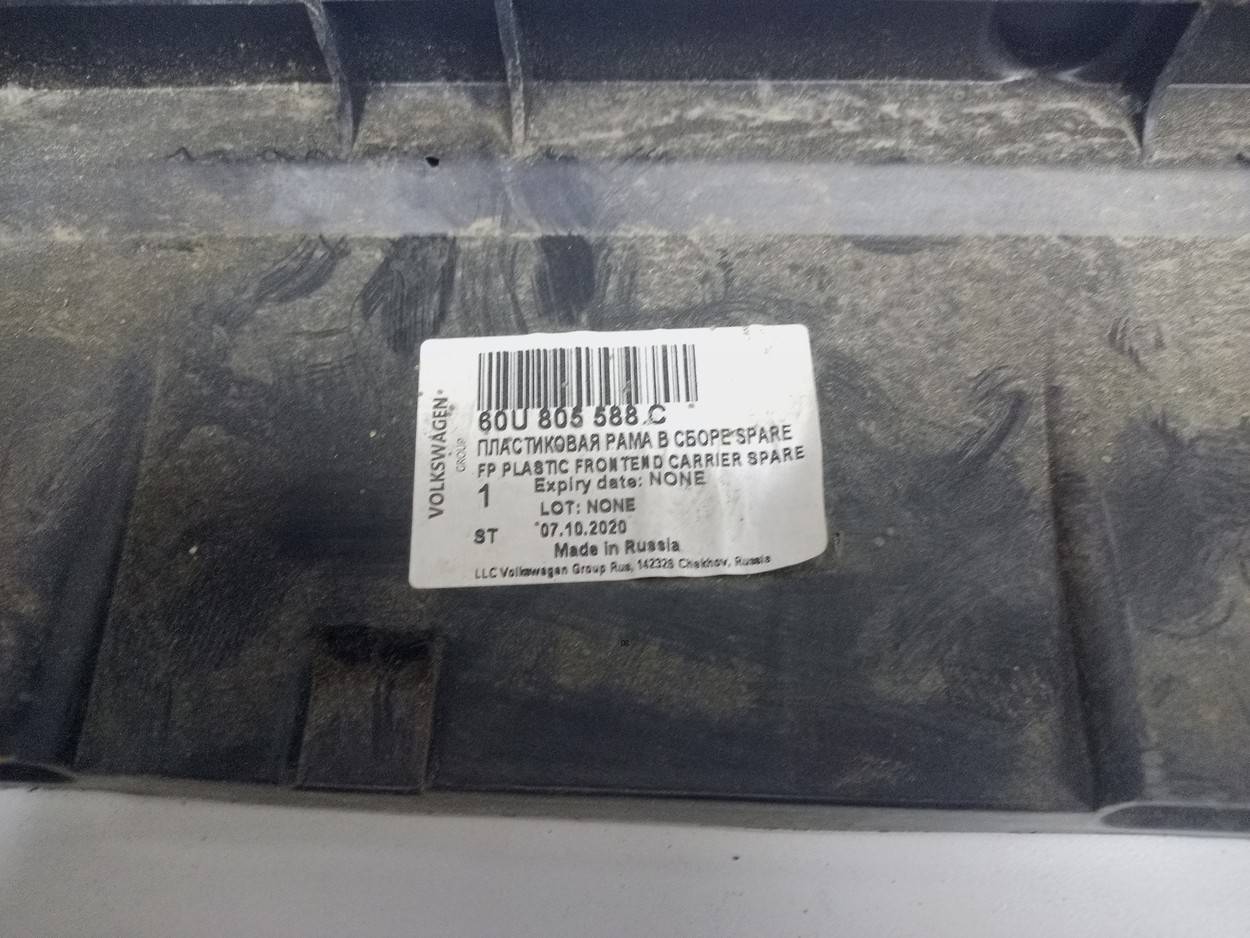 VOLKSWAGEN
GROUP
60U 805 588 C
ПЛАСТИКОВАЯ РАМА В СБОРЕ SPARE
FP PLASTIC FRONTEND CARRIER SPARE
1 Expiry date: NONE
LOT: NONE
ST 07.10.2020
Made in Russia
LLC Volkswagen Group Rus, 142326 Chekhov, Russia